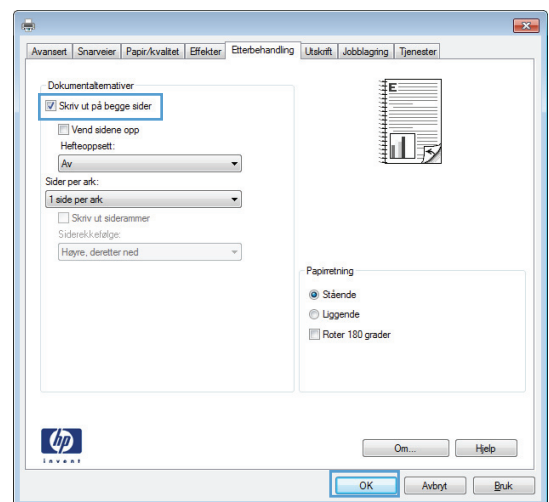 Avansert Snarveier Papir/kvalitet Effekter Etterbehandling Utskrift Jobblagring Tjenester
Dokumentalternativer
Skriv ut på begge sider
Vend sidene opp
Hefteoppsett:
Av
Sider per ark:
1 side per ark
Skriv ut siderammer
Siderekkefølge:
Høyre, deretter ned
E
Papirretning
Stående
Liggende
Roter 180 grader
hp
invent
Om... Hjelp
OK Avbryt Bruk